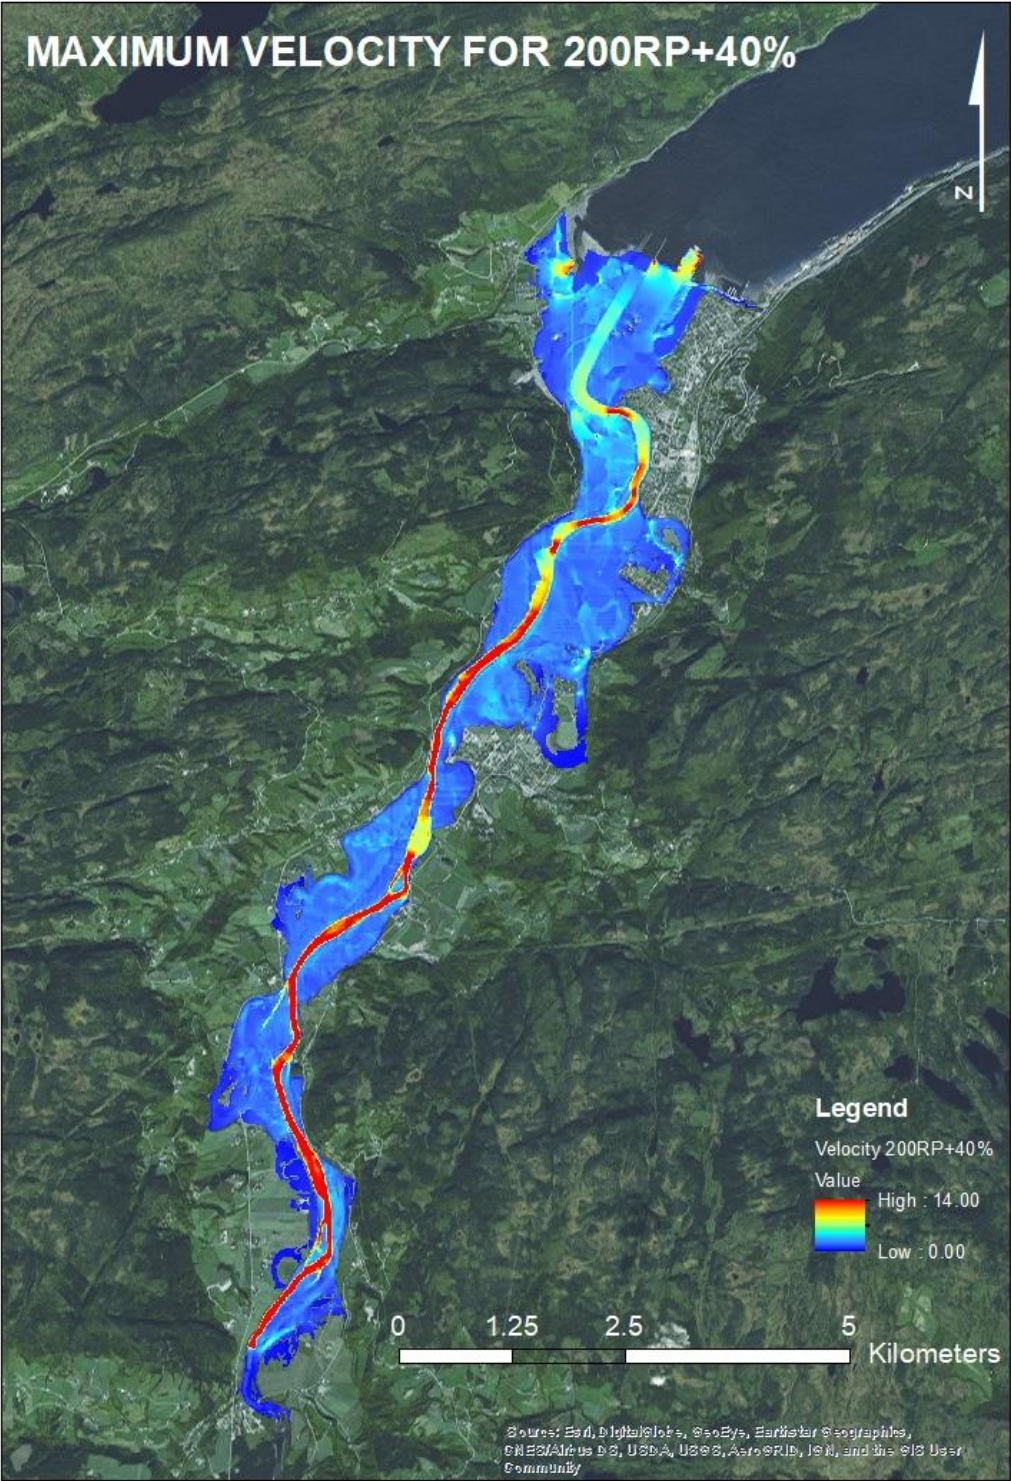 MAXIMUM VELOCITY FOR 200RP+40%
N
Legend
Velocity 200RP+40%
Value
High : 14.00
Low : 0.00
0 1.25 2.5 5
Kilometers
Source: Esri, DigitalGlobe, GeoEye, Earthstar Geographics,
CNES/Airbus DS, USDA, USGS, AeroGRID, IGN, and the GIS User
Community